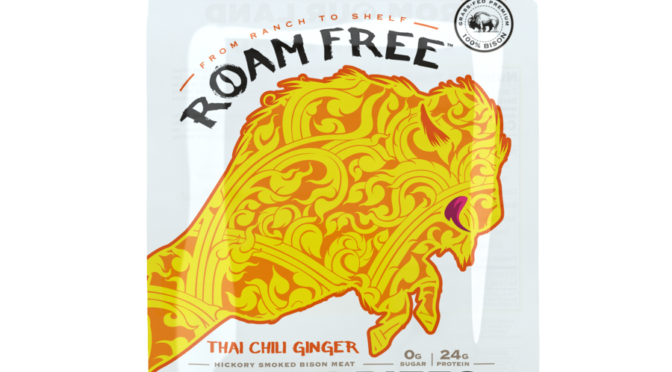 FROM RANCH TO SHELF
ROAM FREE™
GRASS-FED PREMIUM
100% BISON
THAI CHILI GINGER
HICKORY SMOKED BISON MEAT
0G SUGAR | 24G PROTEIN
BITES